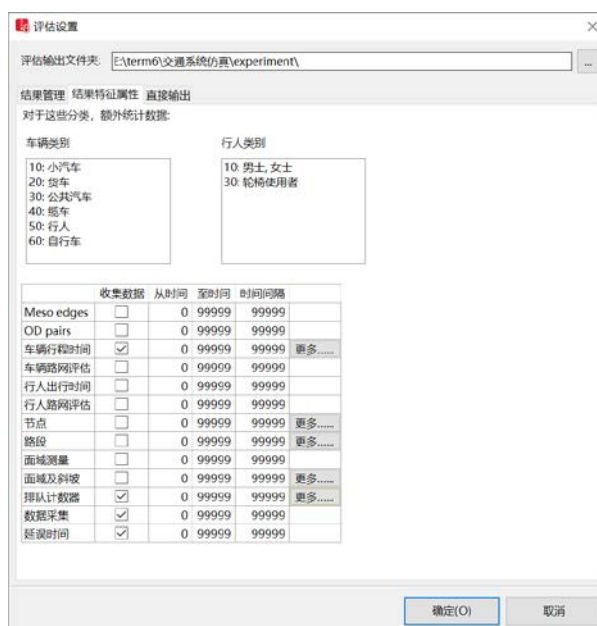 评估设置
评估输出文件夹: E:\term6\交通系统仿真\experiment\ ...
结果管理 结果特征属性 直接输出
对于这些分类, 额外统计数据:
车辆类别 行人类别
10: 小汽车 10: 男士, 女士
20: 货车 30: 轮椅使用者
30: 公共汽车
40: 缆车
50: 行人
60: 自行车
收集数据 从时间 至时间 时间间隔
Meso edges 0 99999 99999
OD pairs 0 99999 99999
车辆行程时间 0 99999 99999 更多......
车辆路网评估 0 99999 99999
行人出行时间 0 99999 99999
行人路网评估 0 99999 99999
节点 0 99999 99999 更多......
路段 0 99999 99999 更多......
面域测量 0 99999 99999
面域及斜坡 0 99999 99999 更多......
排队计数器 0 99999 99999 更多......
数据采集 0 99999 99999
延误时间 0 99999 99999
确定(O) 取消